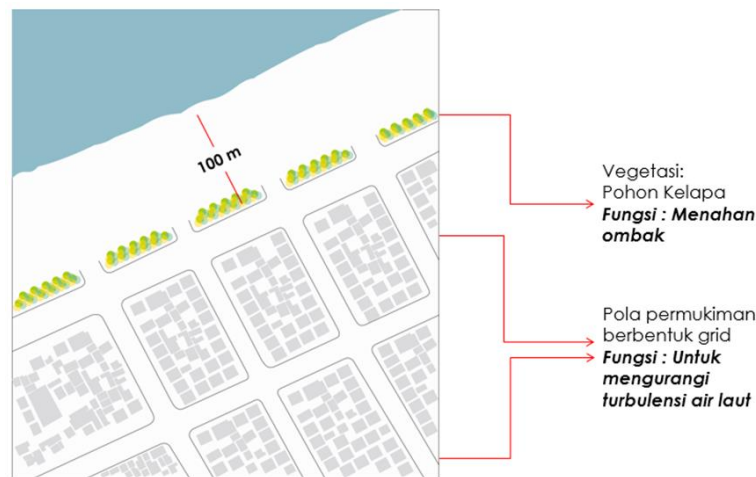 100 m
Vegetasi:
Pohon Kelapa
Fungsi : Menahan
ombak
Pola permukiman
berbentuk grid
Fungsi : Untuk
mengurangi
turbulensi air laut